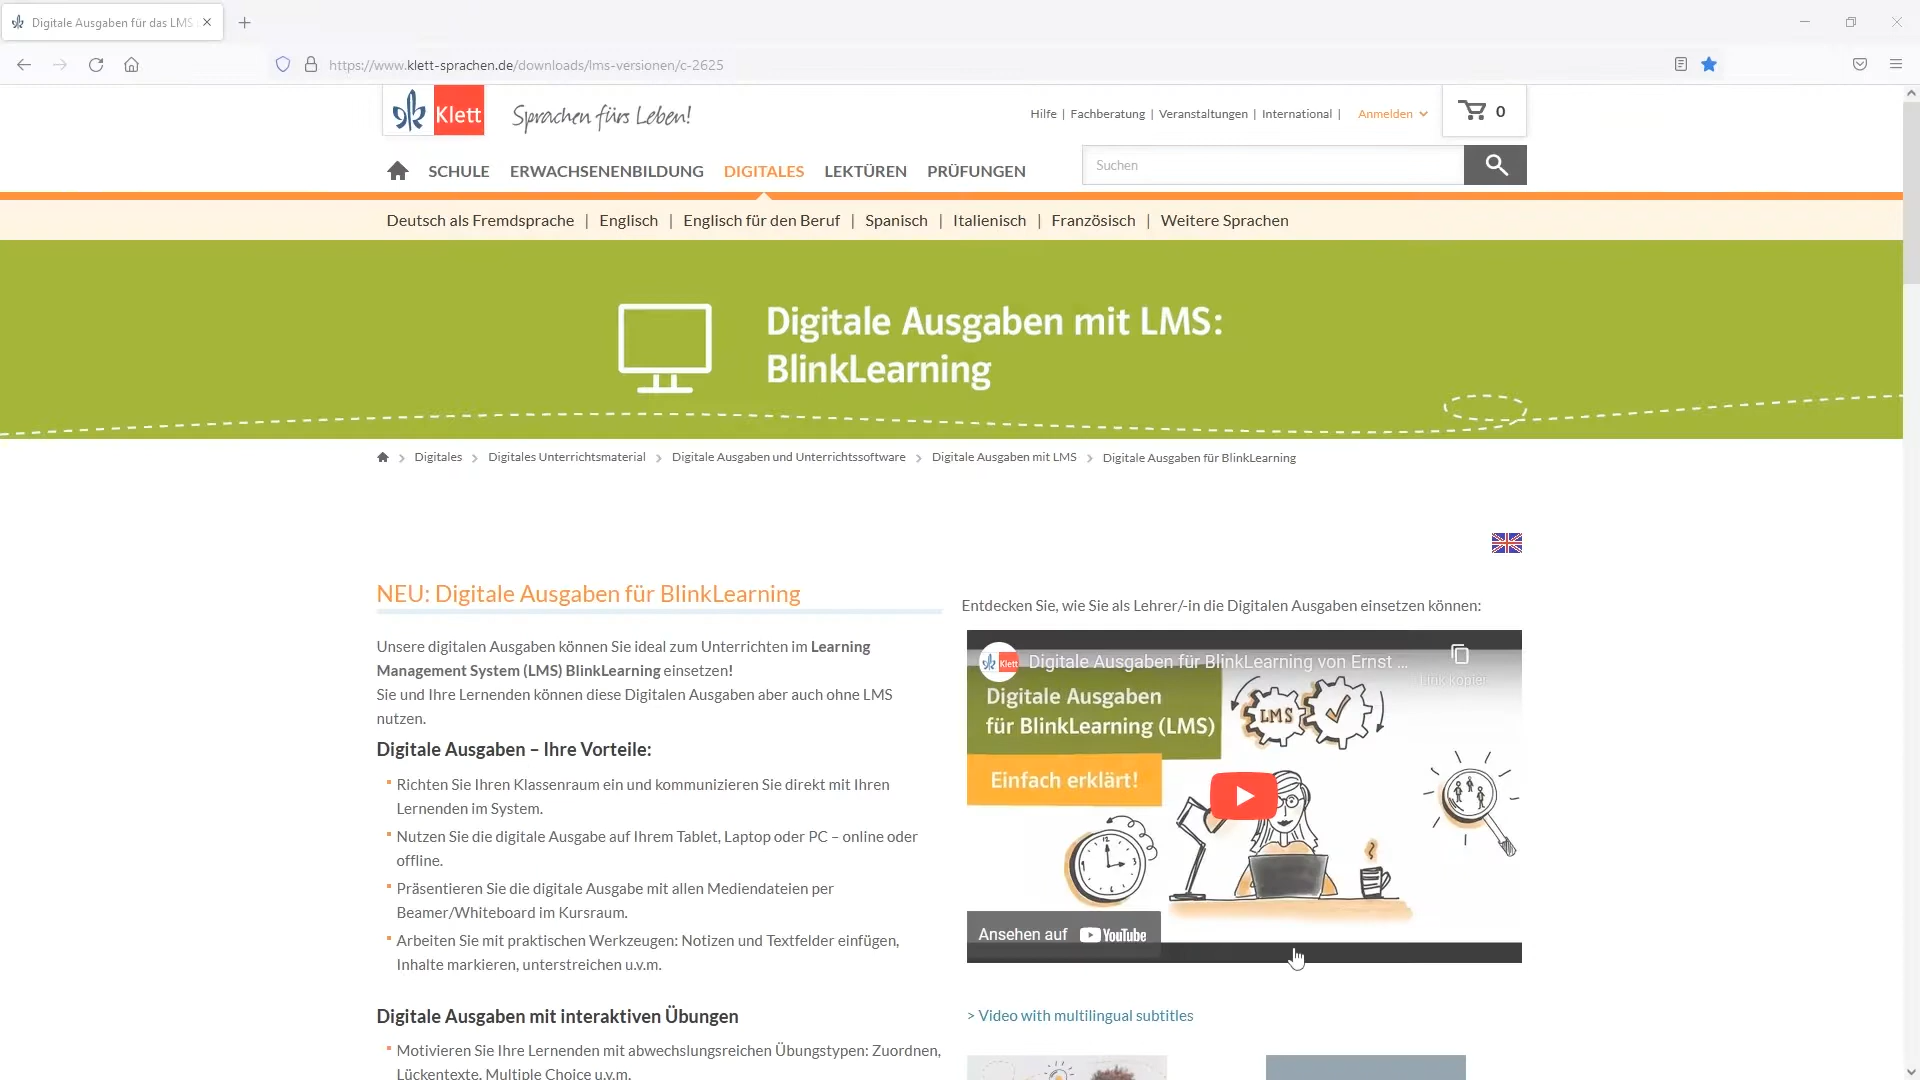 Digitale Ausgaben für das LMS
https://www.klett-sprachen.de/downloads/lms-versionen/c-2625
Klett
Sprachen fürs Leben!
Hilfe | Fachberatung | Veranstaltungen | International | Anmelden
0
SCHULE ERWACHSENENBILDUNG DIGITALES LEKTÜREN PRÜFUNGEN
Suchen
Deutsch als Fremdsprache | Englisch | Englisch für den Beruf | Spanisch | Italienisch | Französisch | Weitere Sprachen
Digitale Ausgaben mit LMS:
BlinkLearning
Digitales > Digitales Unterrichtsmaterial > Digitale Ausgaben und Unterrichtssoftware > Digitale Ausgaben mit LMS > Digitale Ausgaben für BlinkLearning
NEU: Digitale Ausgaben für BlinkLearning
Unsere digitalen Ausgaben können Sie ideal zum Unterrichten im Learning
Management System (LMS) BlinkLearning einsetzen!
Sie und Ihre Lernenden können diese Digitalen Ausgaben aber auch ohne LMS
nutzen.
Digitale Ausgaben – Ihre Vorteile:
Richten Sie Ihren Klassenraum ein und kommunizieren Sie direkt mit Ihren
Lernenden im System.
Nutzen Sie die digitale Ausgabe auf Ihrem Tablet, Laptop oder PC – online oder
offline.
Präsentieren Sie die digitale Ausgabe mit allen Mediendateien per
Beamer/Whiteboard im Kursraum.
Arbeiten Sie mit praktischen Werkzeugen: Notizen und Textfelder einfügen,
Inhalte markieren, unterstreichen u.v.m.
Digitale Ausgaben mit interaktiven Übungen
Motivieren Sie Ihre Lernenden mit abwechslungsreichen Übungstypen: Zuordnen,
Lückentexte, Multiple Choice u.v.m.
Entdecken Sie, wie Sie als Lehrer/-in die Digitalen Ausgaben einsetzen können:
Klett
Digitale Ausgaben für BlinkLearning von Ernst ...
Link kopier
Digitale Ausgaben
für BlinkLearning (LMS)
LMS
Einfach erklärt!
Ansehen auf YouTube
> Video with multilingual subtitles